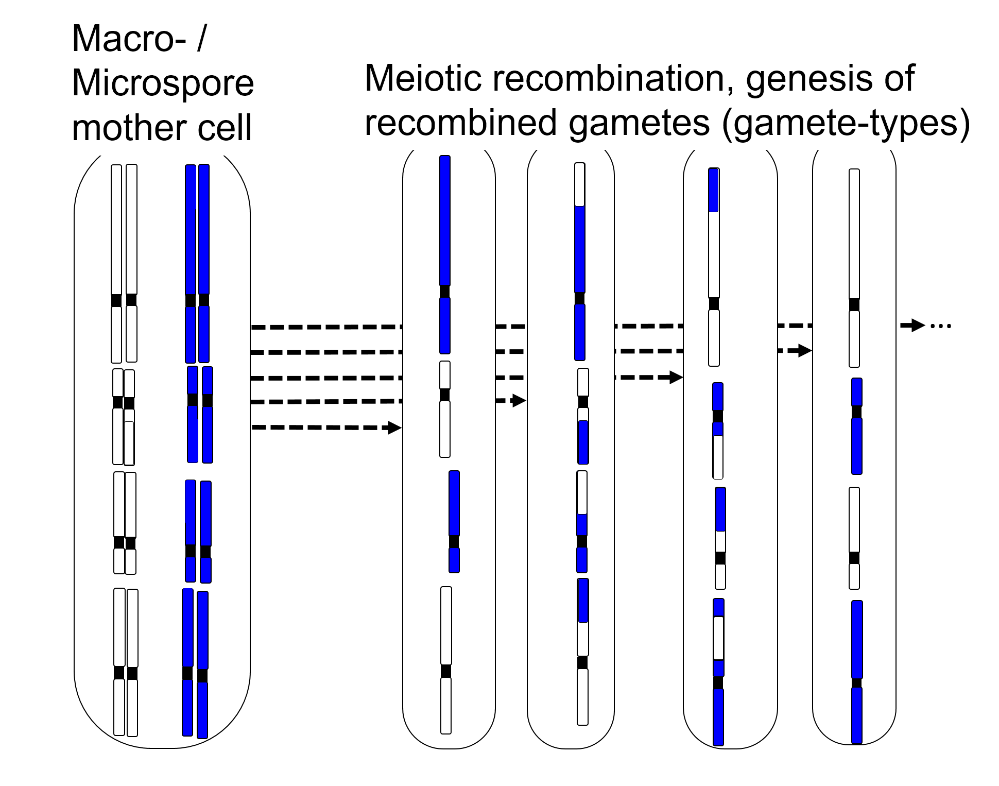 Macro- /
Microspore
mother cell
Meiotic recombination, genesis of
recombined gametes (gamete-types)
...